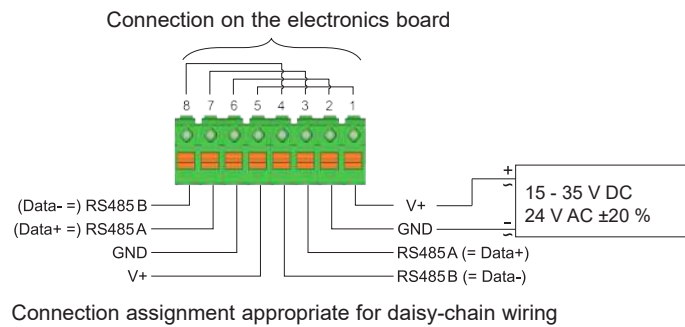 Connection on the electronics board
8 7 6 5 4 3 2 1
(Data- =) RS485 B
(Data+ =) RS485 A
GND
V+
V+
GND
RS485 A (= Data+)
RS485 B (= Data-)
+
~
15 - 35 V DC
24 V AC ±20 %
–
~
Connection assignment appropriate for daisy-chain wiring